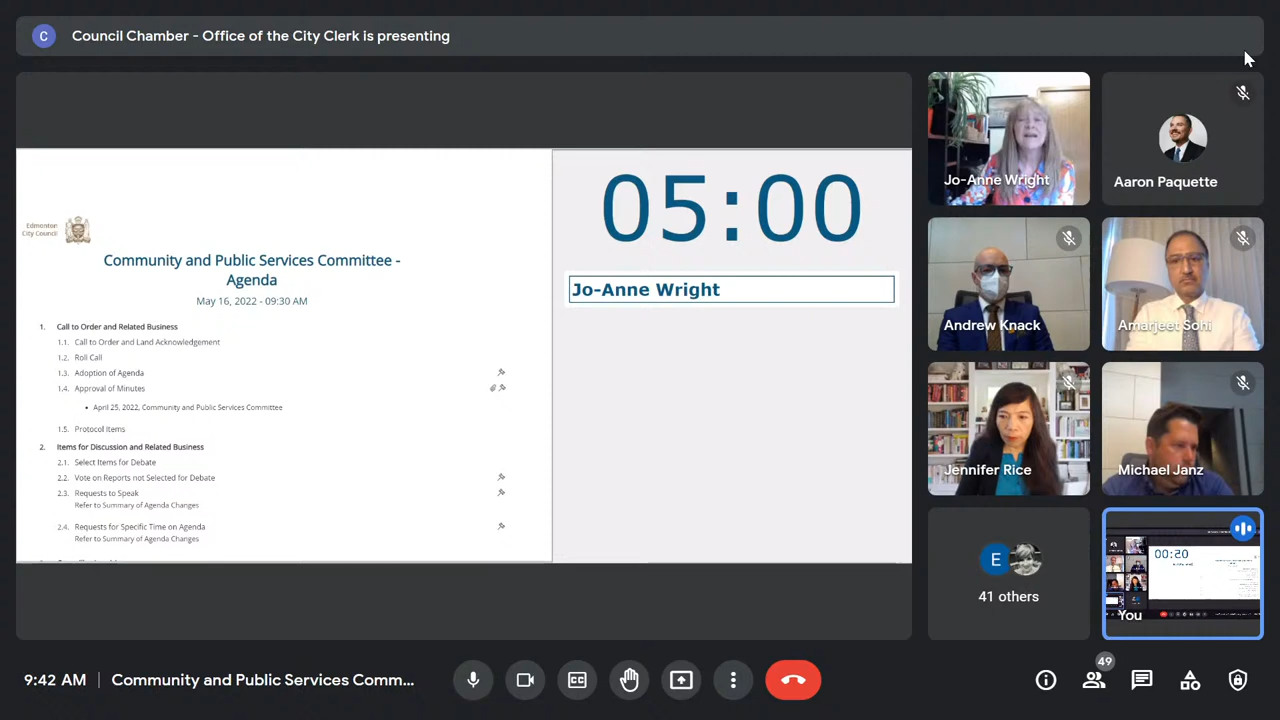 C
Council Chamber - Office of the City Clerk is presenting
Edmonton
City Council
Community and Public Services Committee -
Agenda
May 16, 2022 - 09:30 AM
1. Call to Order and Related Business
1.1. Call to Order and Land Acknowledgement
1.2. Roll Call
1.3. Adoption of Agenda
1.4. Approval of Minutes
• April 25, 2022, Community and Public Services Committee
1.5. Protocol Items
2. Items for Discussion and Related Business
2.1. Select Items for Debate
2.2. Vote on Reports not Selected for Debate
2.3. Requests to Speak
Refer to Summary of Agenda Changes
2.4. Requests for Specific Time on Agenda
Refer to Summary of Agenda Changes
05:00
Jo-Anne Wright
Jo-Anne Wright
Aaron Paquette
Andrew Knack
Amarjeet Sohi
Jennifer Rice
Michael Janz
E
41 others
You
9:42 AM
Community and Public Services Comm...
49